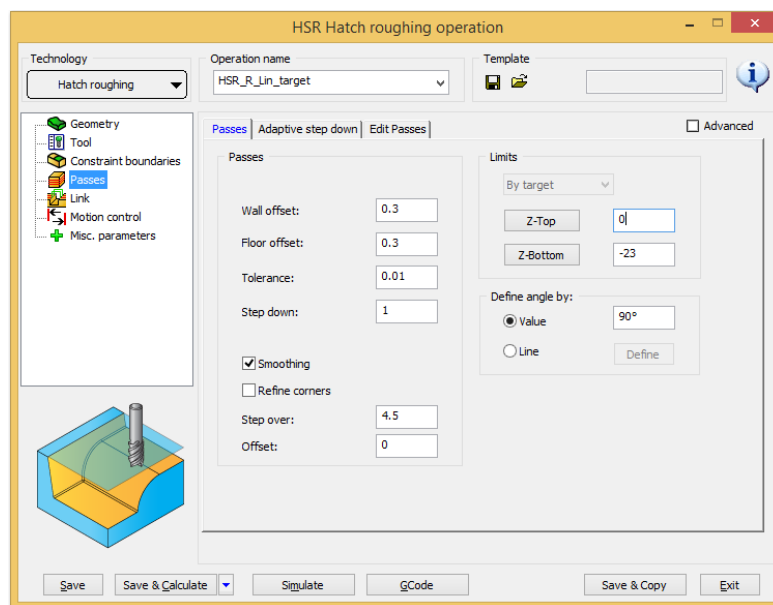 HSR Hatch roughing operation
Technology
Hatch roughing
Operation name
HSR_R_Lin_target
Template
Geometry
Tool
Constraint boundaries
Passes
Link
Motion control
Misc. parameters
Passes Adaptive step down Edit Passes
Advanced
Passes
Wall offset: 0.3
Floor offset: 0.3
Tolerance: 0.01
Step down: 1
Smoothing
Refine corners
Step over: 4.5
Offset: 0
Limits
By target
Z-Top 0
Z-Bottom -23
Define angle by:
Value 90°
Line Define
Save Save & Calculate Simulate GCode Save & Copy Exit